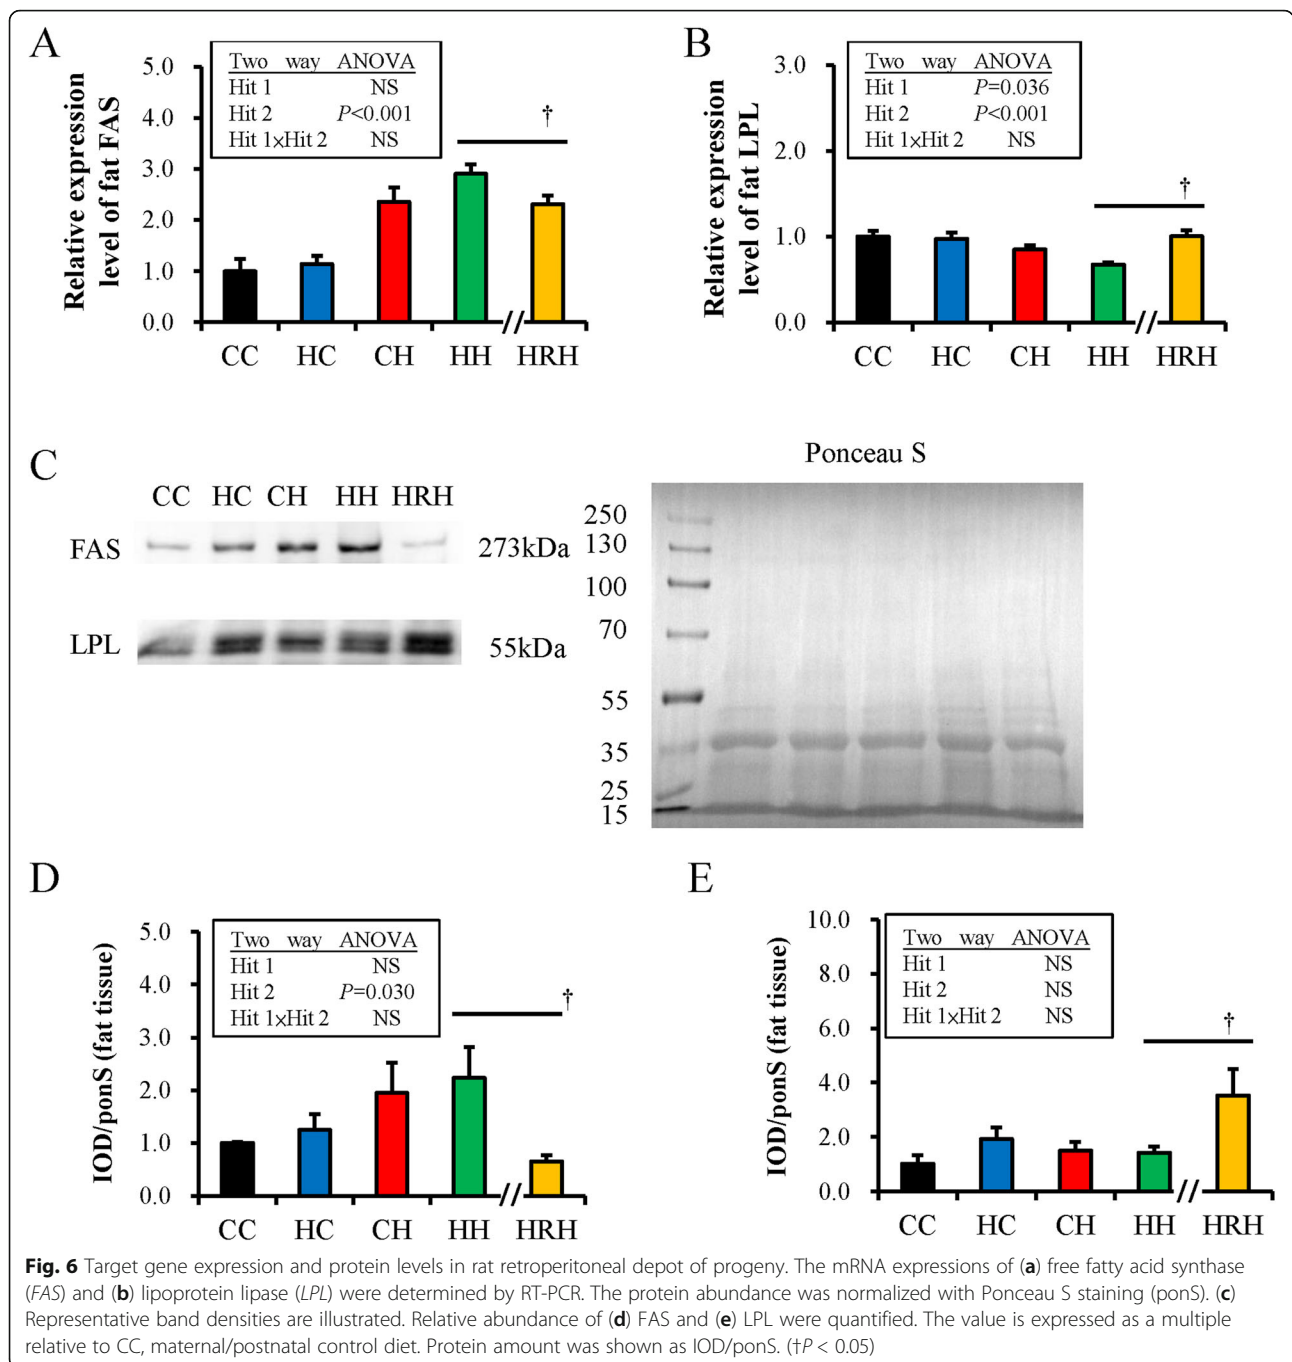 A
Relative expression
level of fat FAS
5.0
4.0
3.0
2.0
1.0
0.0
Two way ANOVA
Hit 1 NS
Hit 2 P<0.001
Hit 1×Hit 2 NS
†
CC HC CH HH HRH
B
Relative expression
level of fat LPL
3.0
2.0
1.0
0.0
Two way ANOVA
Hit 1 P=0.036
Hit 2 P<0.001
Hit 1×Hit 2 NS
†
CC HC CH HH HRH
C
CC HC CH HH HRH
FAS 273kDa
LPL 55kDa
Ponceau S
250
130
100
70
55
35
25
15
D
IOD/ponS (fat tissue)
5.0
4.0
3.0
2.0
1.0
0.0
Two way ANOVA
Hit 1 NS
Hit 2 P=0.030
Hit 1×Hit 2 NS
†
CC HC CH HH HRH
E
IOD/ponS (fat tissue)
10.0
8.0
6.0
4.0
2.0
0.0
Two way ANOVA
Hit 1 NS
Hit 2 NS
Hit 1×Hit 2 NS
†
CC HC CH HH HRH
Fig. 6 Target gene expression and protein levels in rat retroperitoneal depot of progeny. The mRNA expressions of (a) free fatty acid synthase
(FAS) and (b) lipoprotein lipase (LPL) were determined by RT-PCR. The protein abundance was normalized with Ponceau S staining (ponS). (c)
Representative band densities are illustrated. Relative abundance of (d) FAS and (e) LPL were quantified. The value is expressed as a multiple
relative to CC, maternal/postnatal control diet. Protein amount was shown as IOD/ponS. (†P < 0.05)